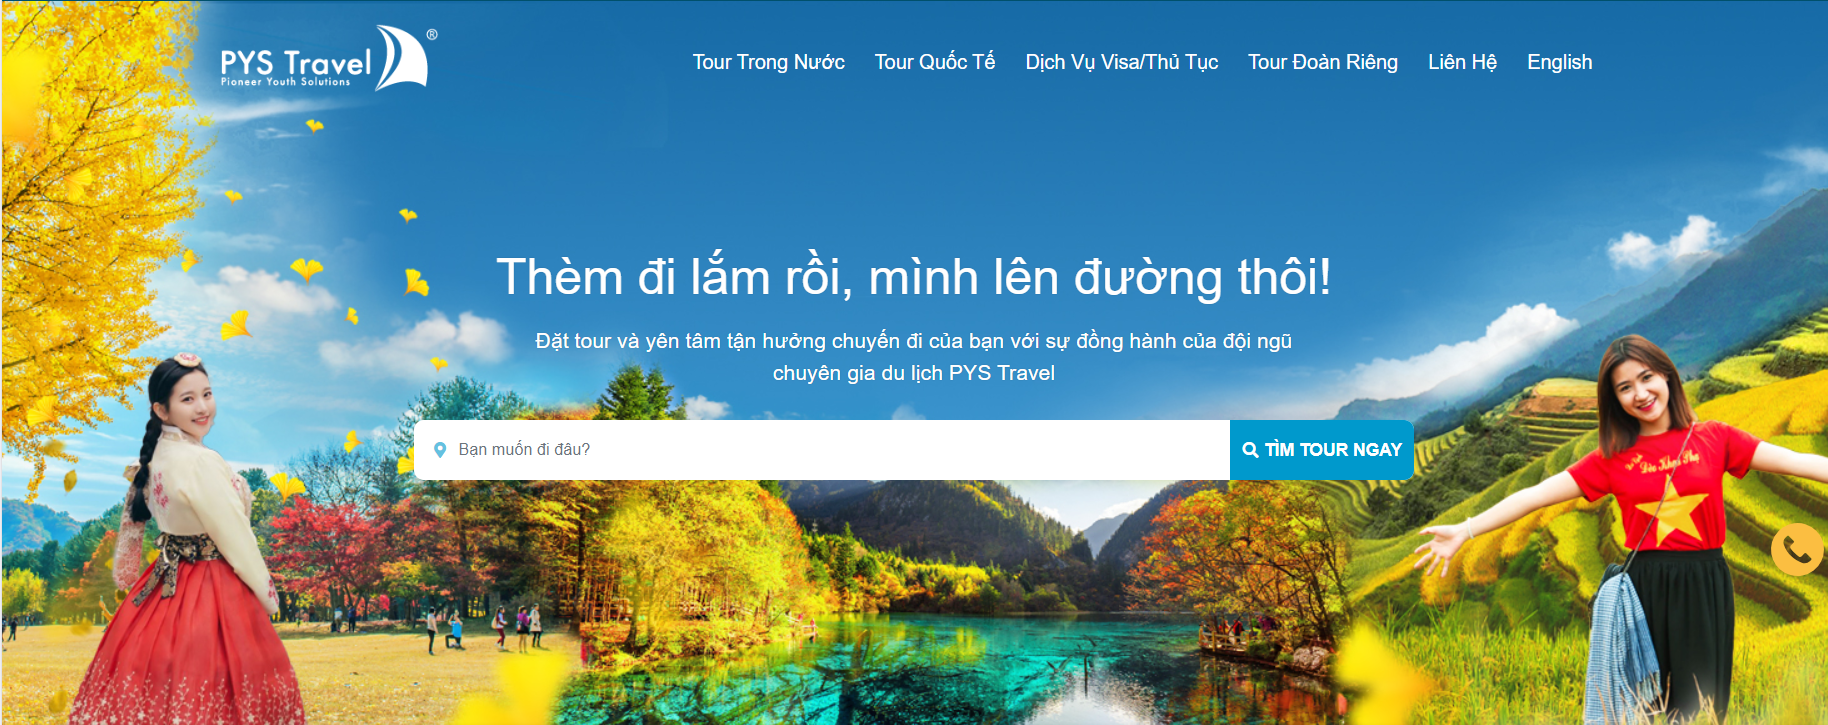 PYS Travel ®
Pioneer Youth Solutions
Tour Trong Nước
Tour Quốc Tế
Dịch Vụ Visa/Thủ Tục
Tour Đoàn Riêng
Liên Hệ
English
Thèm đi lắm rồi, mình lên đường thôi!
Đặt tour và yên tâm tận hưởng chuyến đi của bạn với sự đồng hành của đội ngũ
chuyên gia du lịch PYS Travel
Bạn muốn đi đâu?
TÌM TOUR NGAY